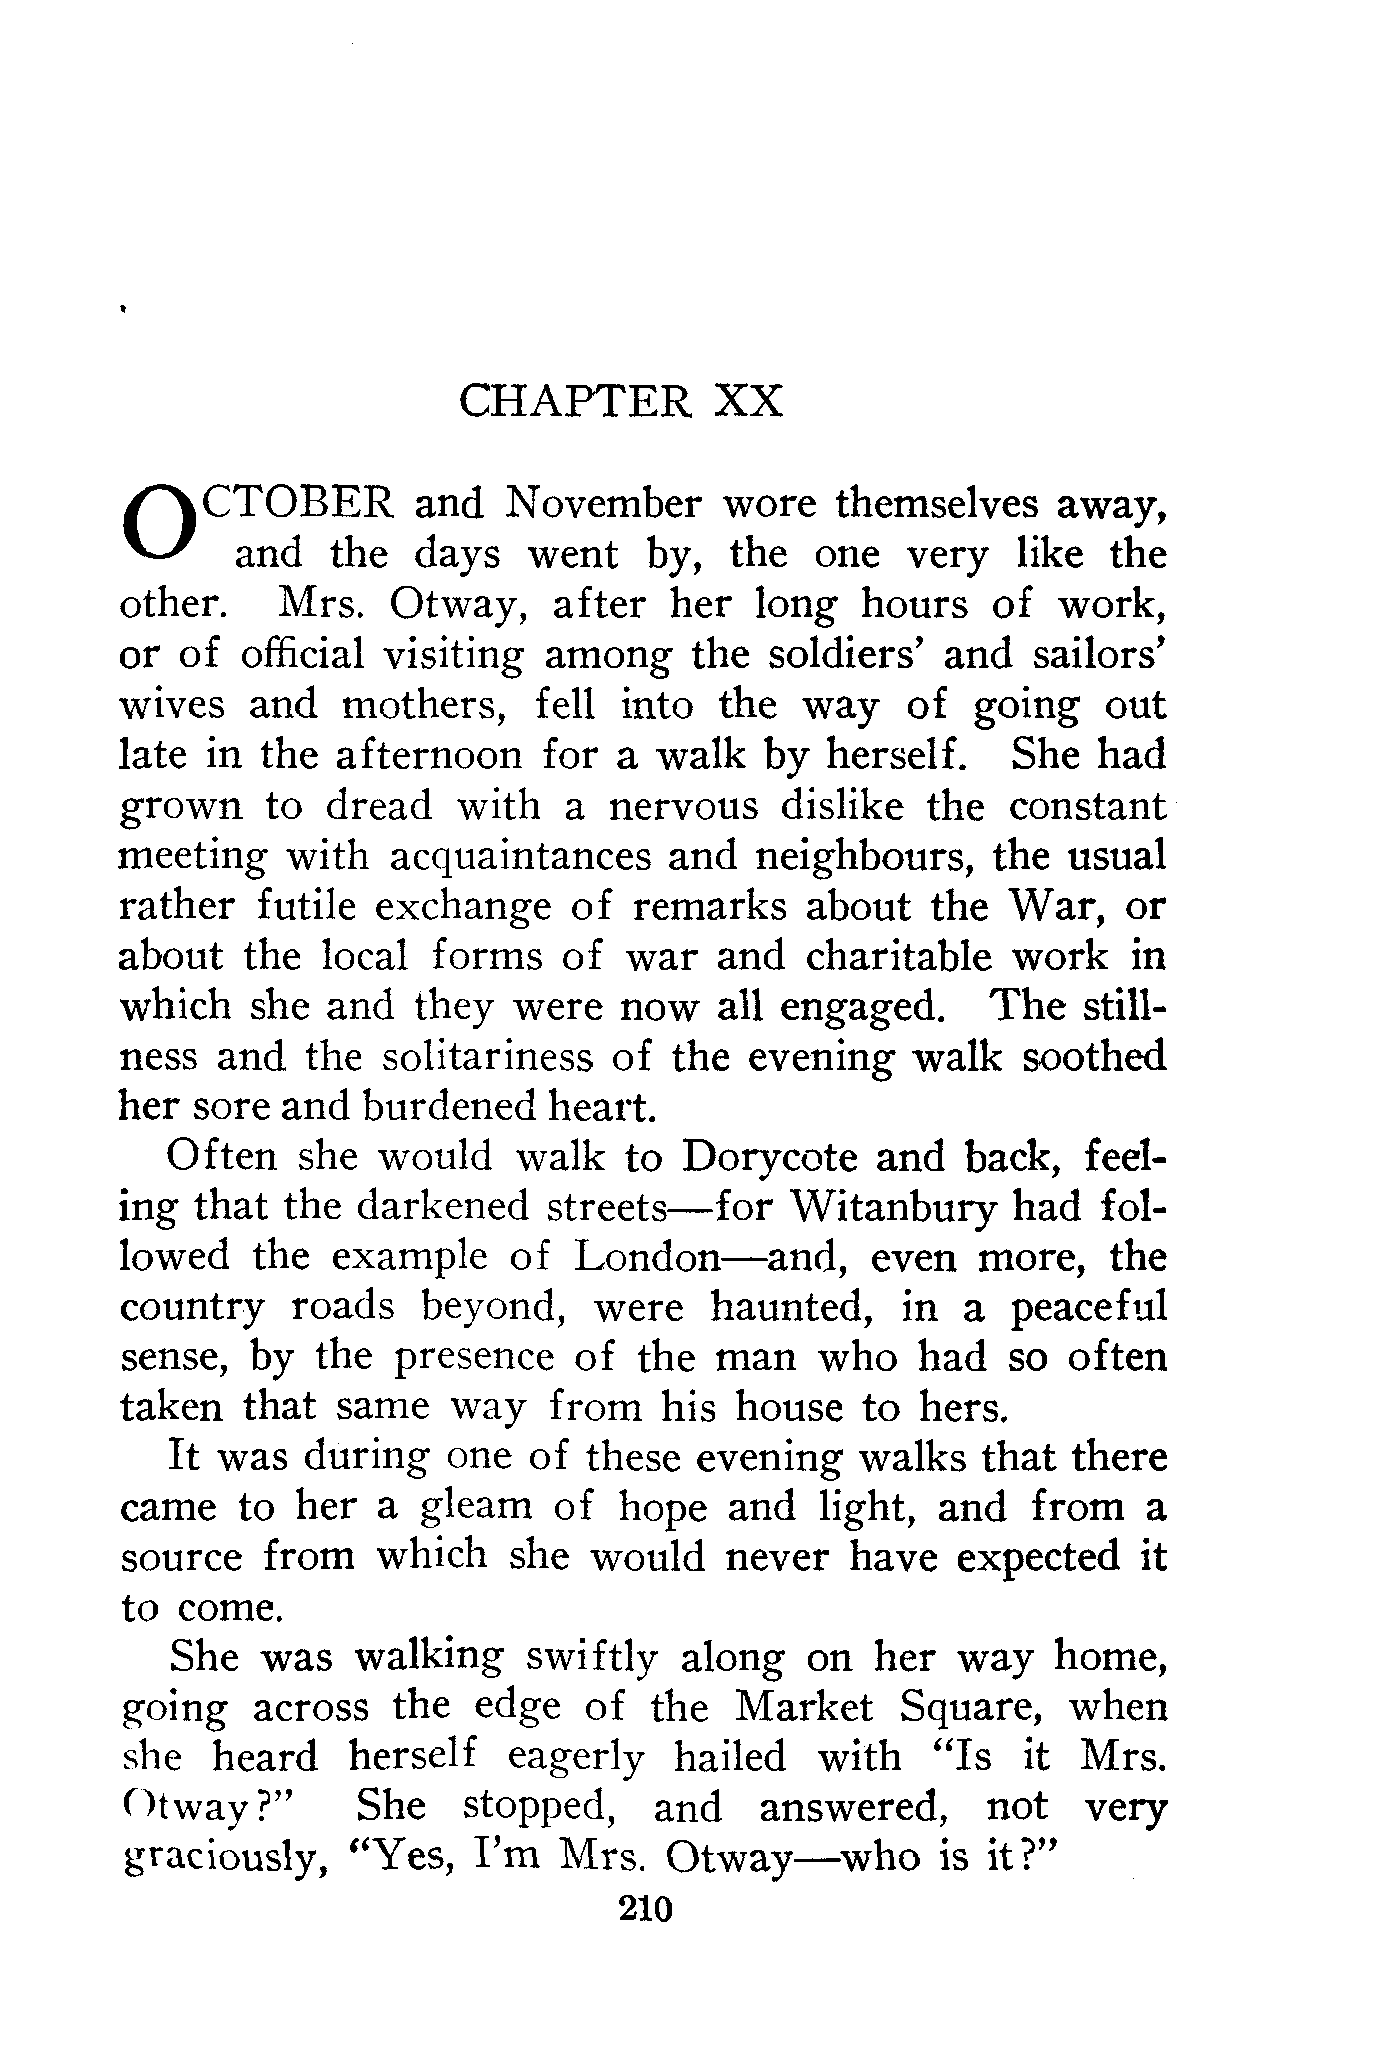 CHAPTER XX
OCTOBER and November wore themselves away,
and the days went by, the one very like the
other. Mrs. Otway, after her long hours of work,
or of official visiting among the soldiers’ and sailors’
wives and mothers, fell into the way of going out
late in the afternoon for a walk by herself. She had
grown to dread with a nervous dislike the constant
meeting with acquaintances and neighbours, the usual
rather futile exchange of remarks about the War, or
about the local forms of war and charitable work in
which she and they were now all engaged. The still-
ness and the solitariness of the evening walk soothed
her sore and burdened heart.
Often she would walk to Dorycote and back, feel-
ing that the darkened streets—for Witanbury had fol-
lowed the example of London—and, even more, the
country roads beyond, were haunted, in a peaceful
sense, by the presence of the man who had so often
taken that same way from his house to hers.
It was during one of these evening walks that there
came to her a gleam of hope and light, and from a
source from which she would never have expected it
to come.
She was walking swiftly along on her way home,
going across the edge of the Market Square, when
she heard herself eagerly hailed with “Is it Mrs.
Otway?” She stopped, and answered, not very
graciously, “Yes, I’m Mrs. Otway—who is it?”
210